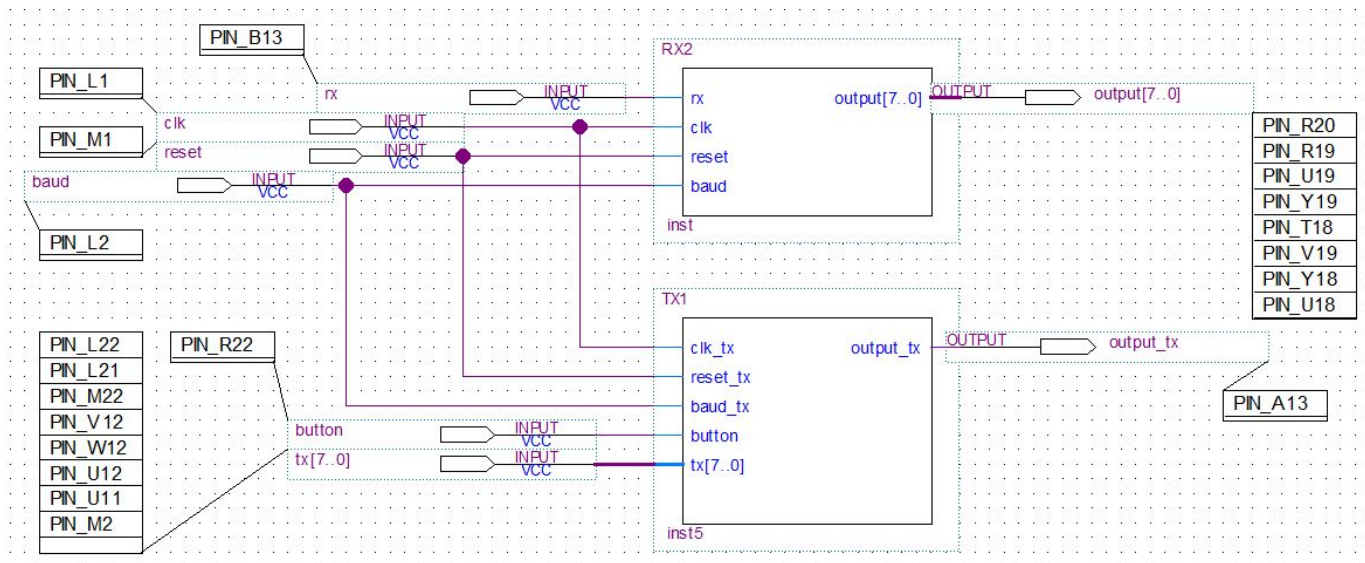 PIN_B13
RX2
PIN_L1
rx
INPUT
VCC
rx
output[7..0]
OUTPUT
output[7..0]
clk
INPUT
VCC
clk
PIN_R20
PIN_M1
reset
INPUT
VCC
reset
PIN_R19
baud
INPUT
VCC
baud
PIN_U19
PIN_Y19
inst
PIN_T18
PIN_L2
PIN_V19
PIN_Y18
PIN_U18
TX1
PIN_L22
PIN_R22
clk_tx
output_tx
OUTPUT
output_tx
PIN_L21
reset_tx
PIN_M22
baud_tx
PIN_A13
PIN_V12
button
INPUT
VCC
button
PIN_W12
tx[7..0]
INPUT
VCC
tx[7..0]
PIN_U12
PIN_U11
PIN_M2
inst5